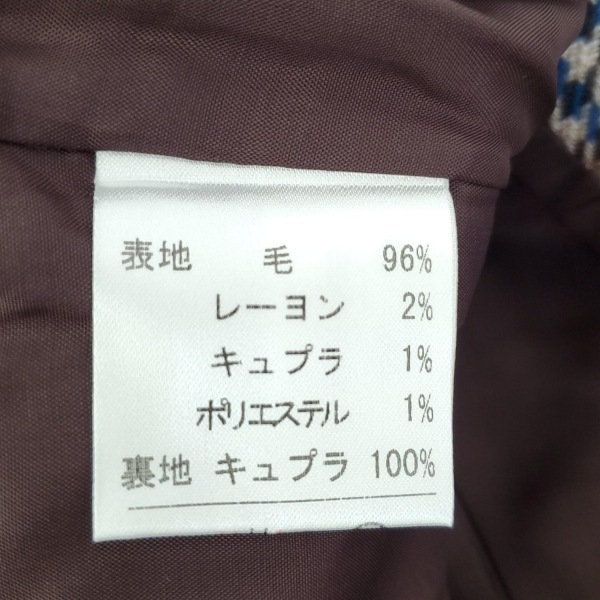 表地 毛 96%
レーヨン 2%
キュプラ 1%
ポリエステル 1%
裏地 キュプラ 100%